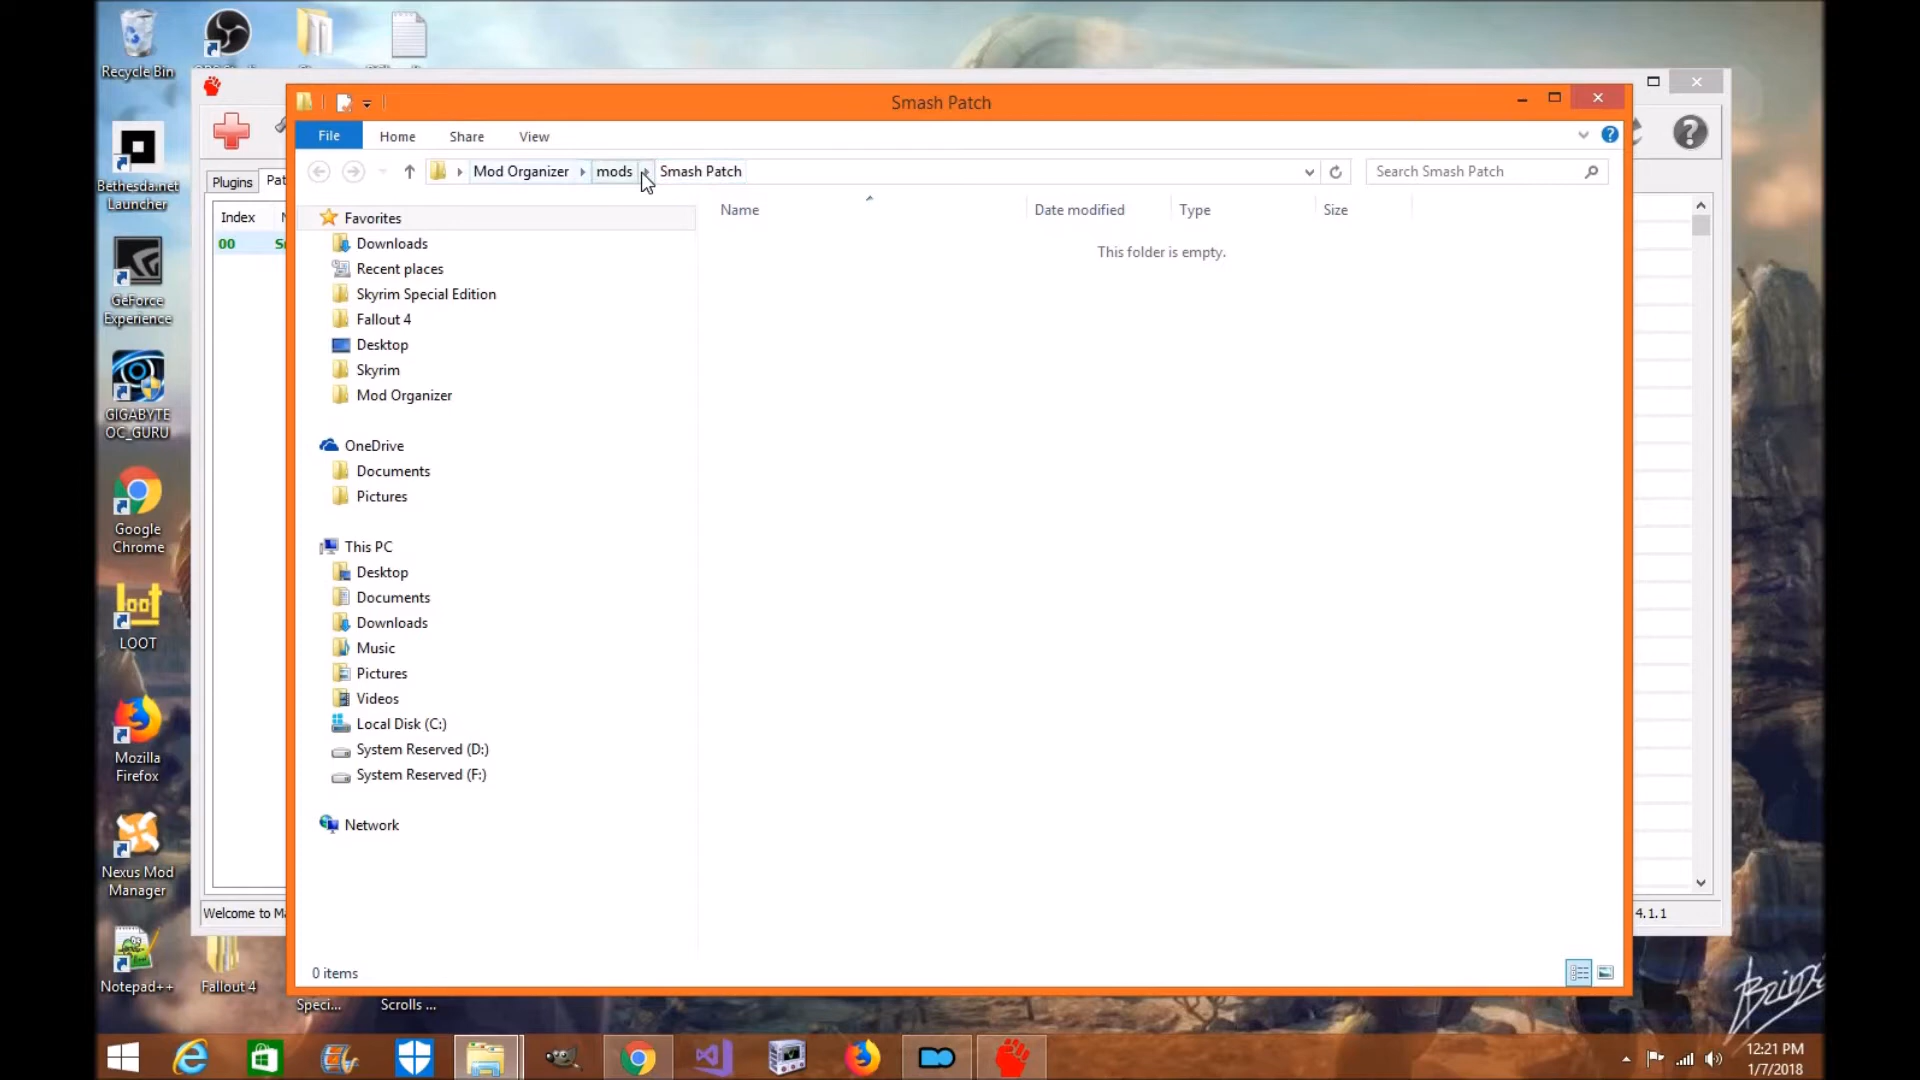 Recycle Bin
Bethesda.net
Launcher
GeForce
Experience
GIGABYTE
OC_GURU
Google
Chrome
LOOT
Mozilla
Firefox
Nexus Mod
Manager
Notepad++
Fallout 4
Speci...
Scrolls ...
Plugins
Index
00
Welcome to
4.1.1
Smash Patch
File
Home
Share
View
Mod Organizer
mods
Smash Patch
Search Smash Patch
Name
Date modified
Type
Size
This folder is empty.
Favorites
Downloads
Recent places
Skyrim Special Edition
Fallout 4
Desktop
Skyrim
Mod Organizer
OneDrive
Documents
Pictures
This PC
Desktop
Documents
Downloads
Music
Pictures
Videos
Local Disk (C:)
System Reserved (D:)
System Reserved (F:)
Network
0 items
12:21 PM
1/7/2018